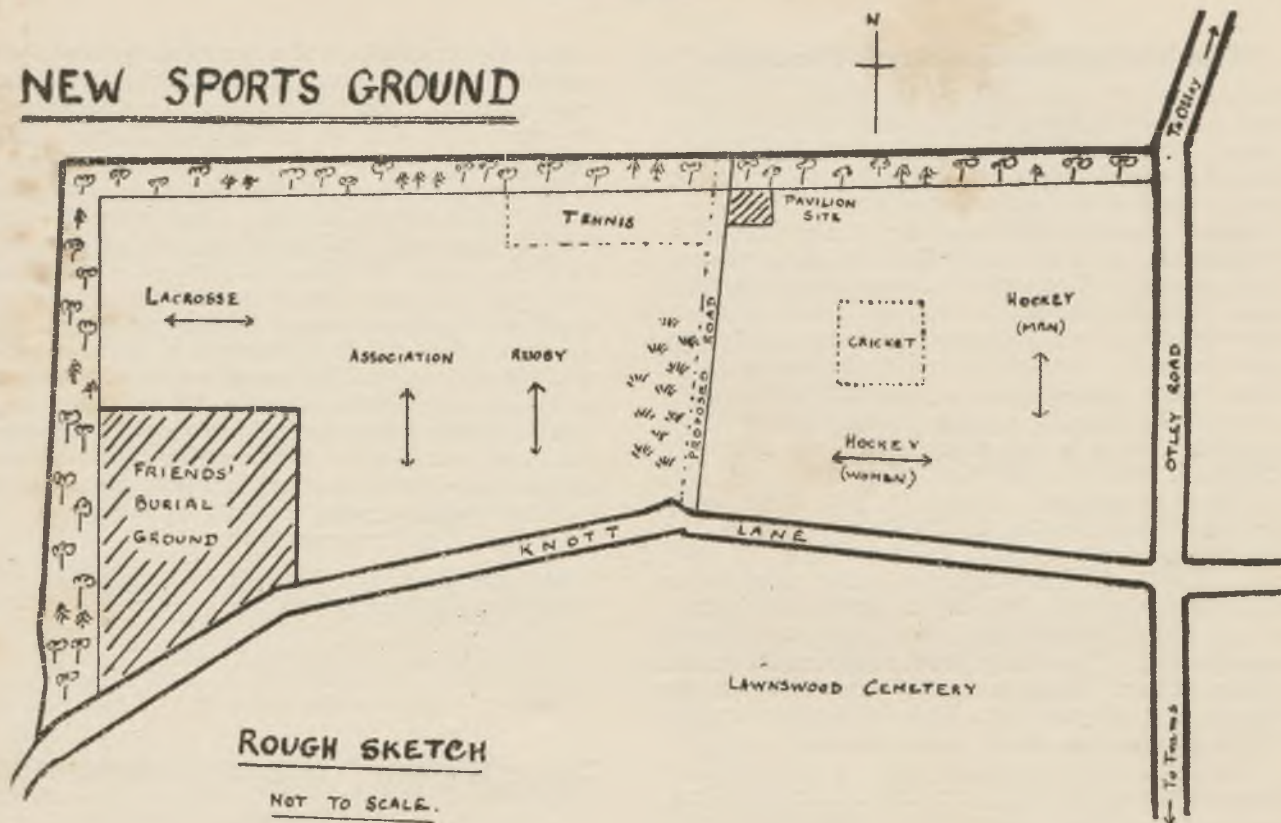 N
NEW SPORTS GROUND
To Otley
TENNIS
PAVILION
SITE
LACROSSE
HOCKEY
(MEN)
ASSOCIATION
RUGBY
CRICKET
PROPOSED ROAD
OTLEY ROAD
HOCKEY
(WOMEN)
FRIENDS'
BURIAL
GROUND
KNOTT LANE
LAWNSWOOD CEMETERY
ROUGH SKETCH
NOT TO SCALE.
To Trams